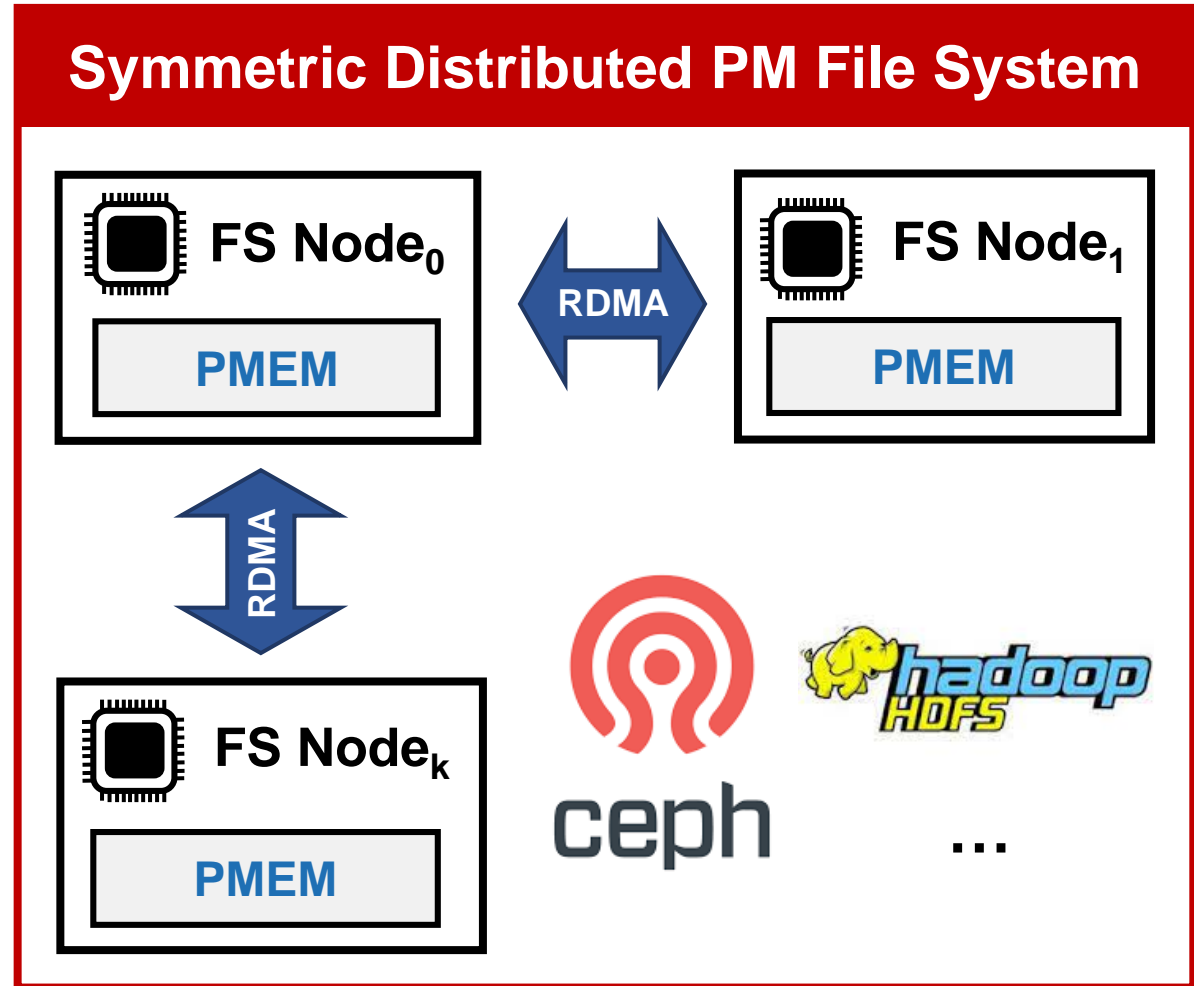 Symmetric Distributed PM File System
FS Node₀
PMEM
RDMA
FS Node₁
PMEM
RDMA
FS Nodeₖ
PMEM
ceph
hadoop
HDFS
...